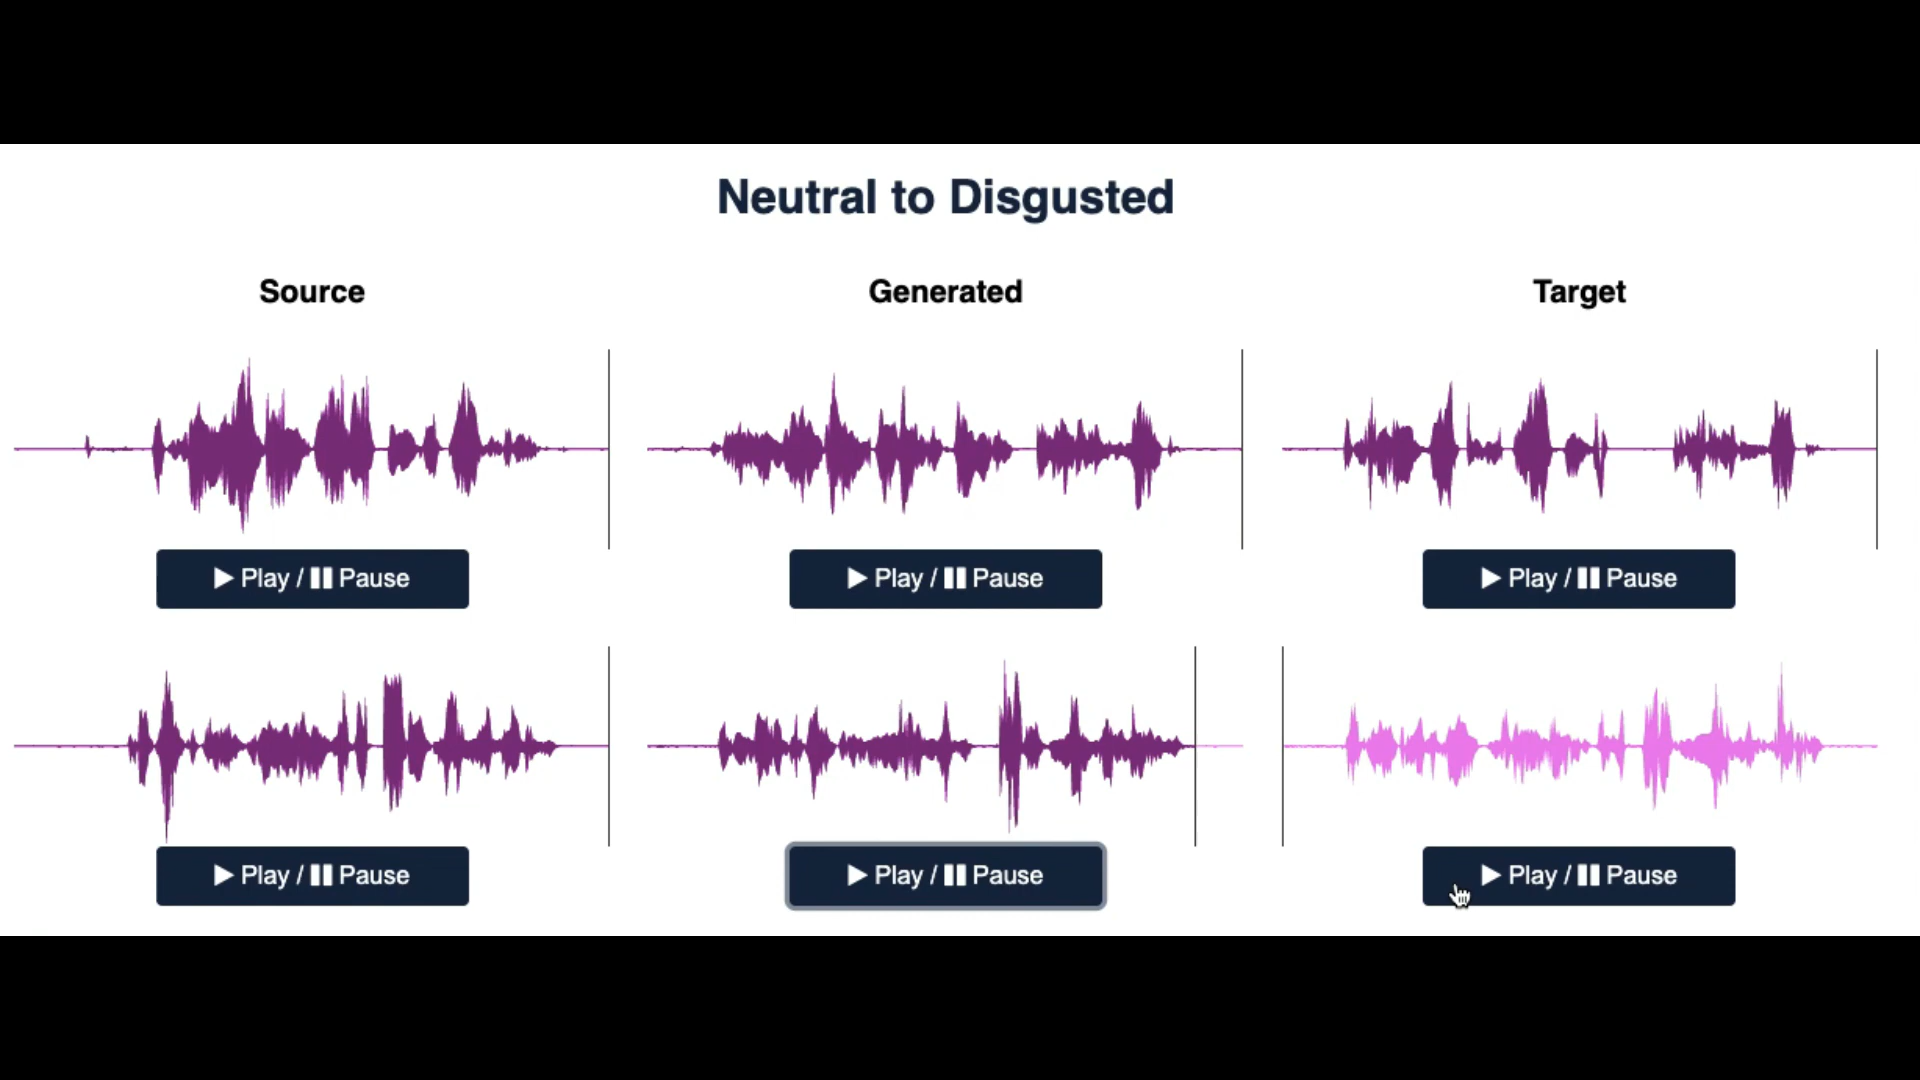 Neutral to Disgusted
Source
Generated
Target
▶ Play / ❚❚ Pause
▶ Play / ❚❚ Pause
▶ Play / ❚❚ Pause
▶ Play / ❚❚ Pause
▶ Play / ❚❚ Pause
▶ Play / ❚❚ Pause